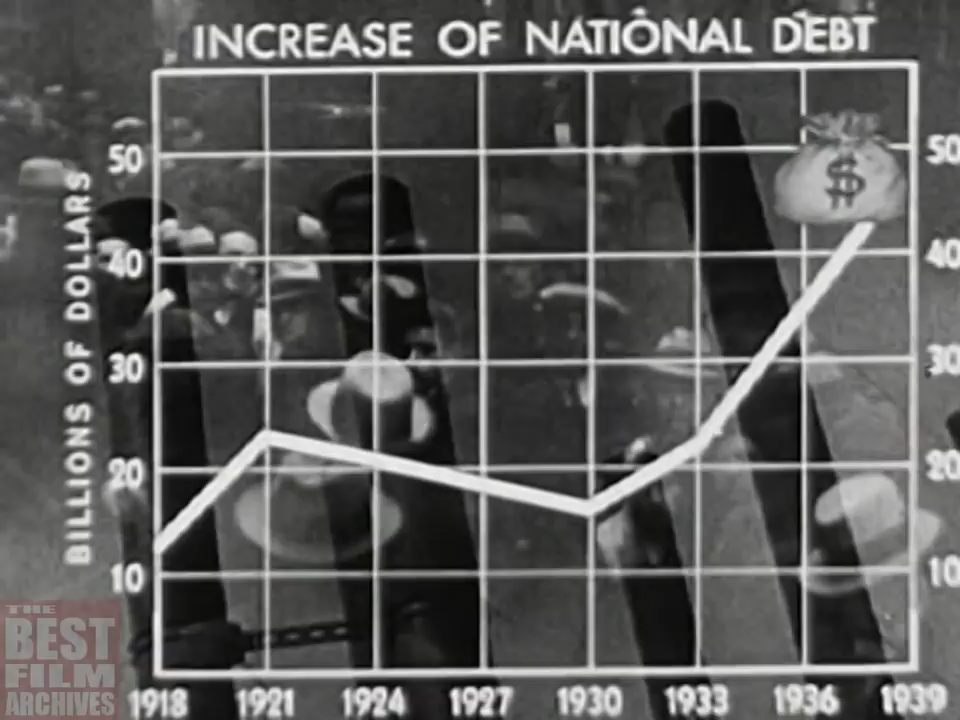 INCREASE OF NATIONAL DEBT
BILLIONS OF DOLLARS
50 50
$
40 40
30 30
20 20
10 10
1918 1921 1924 1927 1930 1933 1936 1939
THE
BEST
FILM
ARCHIVES